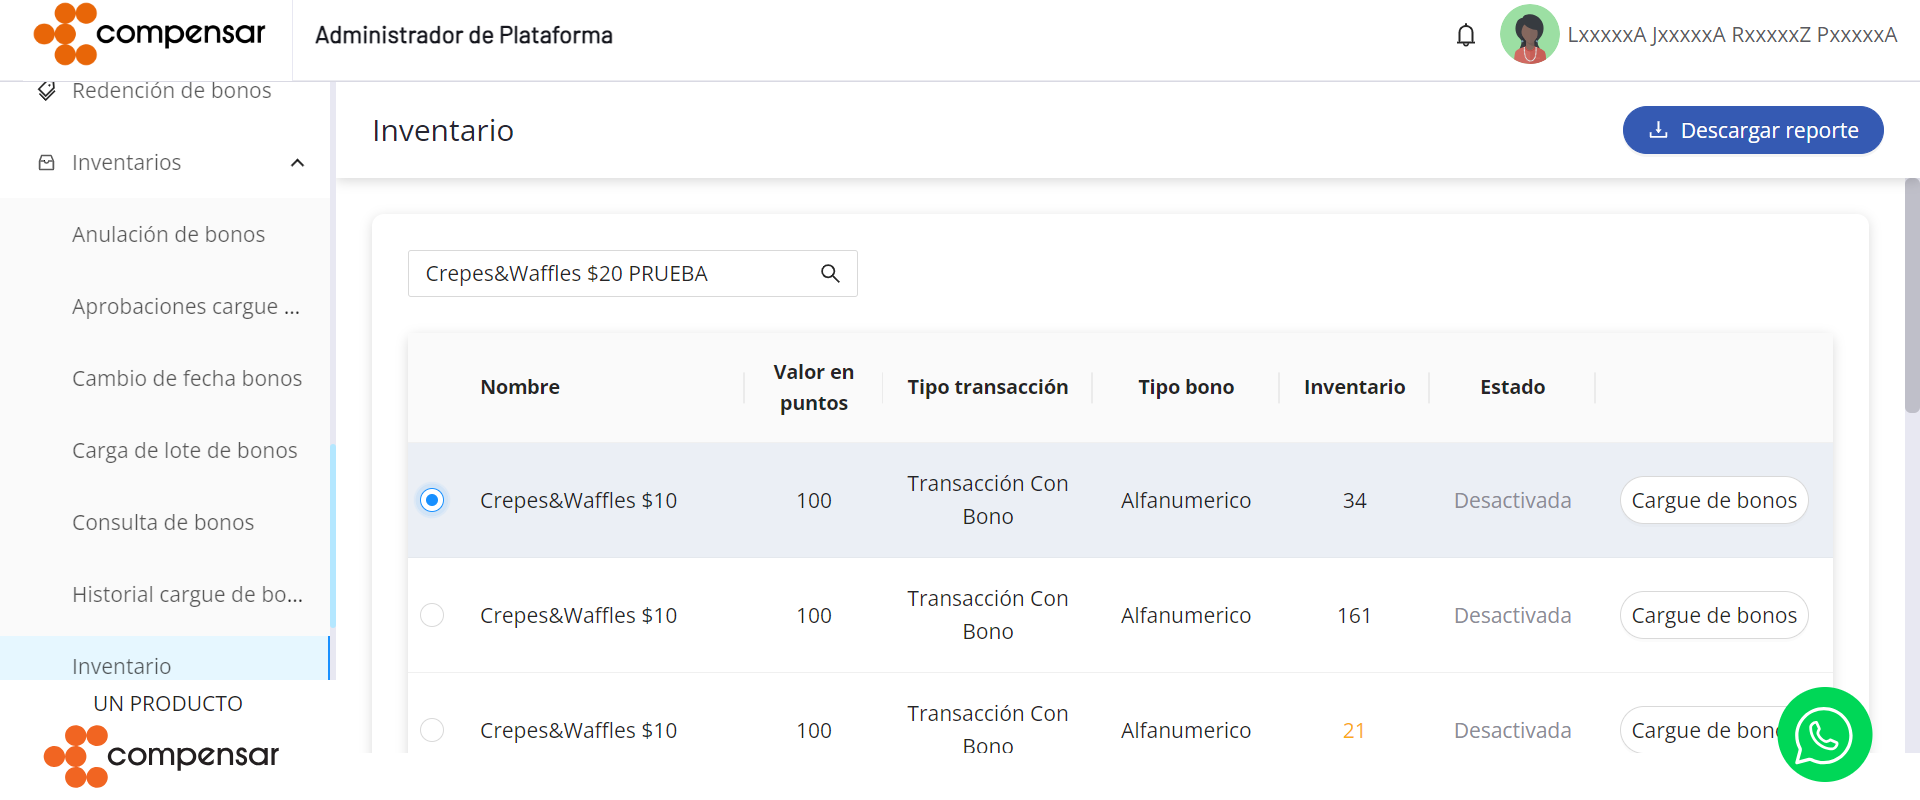 compensar
Administrador de Plataforma
LxxxxxA JxxxxxA RxxxxxZ PxxxxxA
Redención de bonos
Inventarios
Anulación de bonos
Aprobaciones cargue ...
Cambio de fecha bonos
Carga de lote de bonos
Consulta de bonos
Historial cargue de bo...
Inventario
UN PRODUCTO
compensar
Inventario
Descargar reporte
Crepes&Waffles $20 PRUEBA
Nombre
Valor en
puntos
Tipo transacción
Tipo bono
Inventario
Estado
Crepes&Waffles $10
100
Transacción Con
Bono
Alfanumerico
34
Desactivada
Cargue de bonos
Crepes&Waffles $10
100
Transacción Con
Bono
Alfanumerico
161
Desactivada
Cargue de bonos
Crepes&Waffles $10
100
Transacción Con
Bono
Alfanumerico
21
Desactivada
Cargue de bon